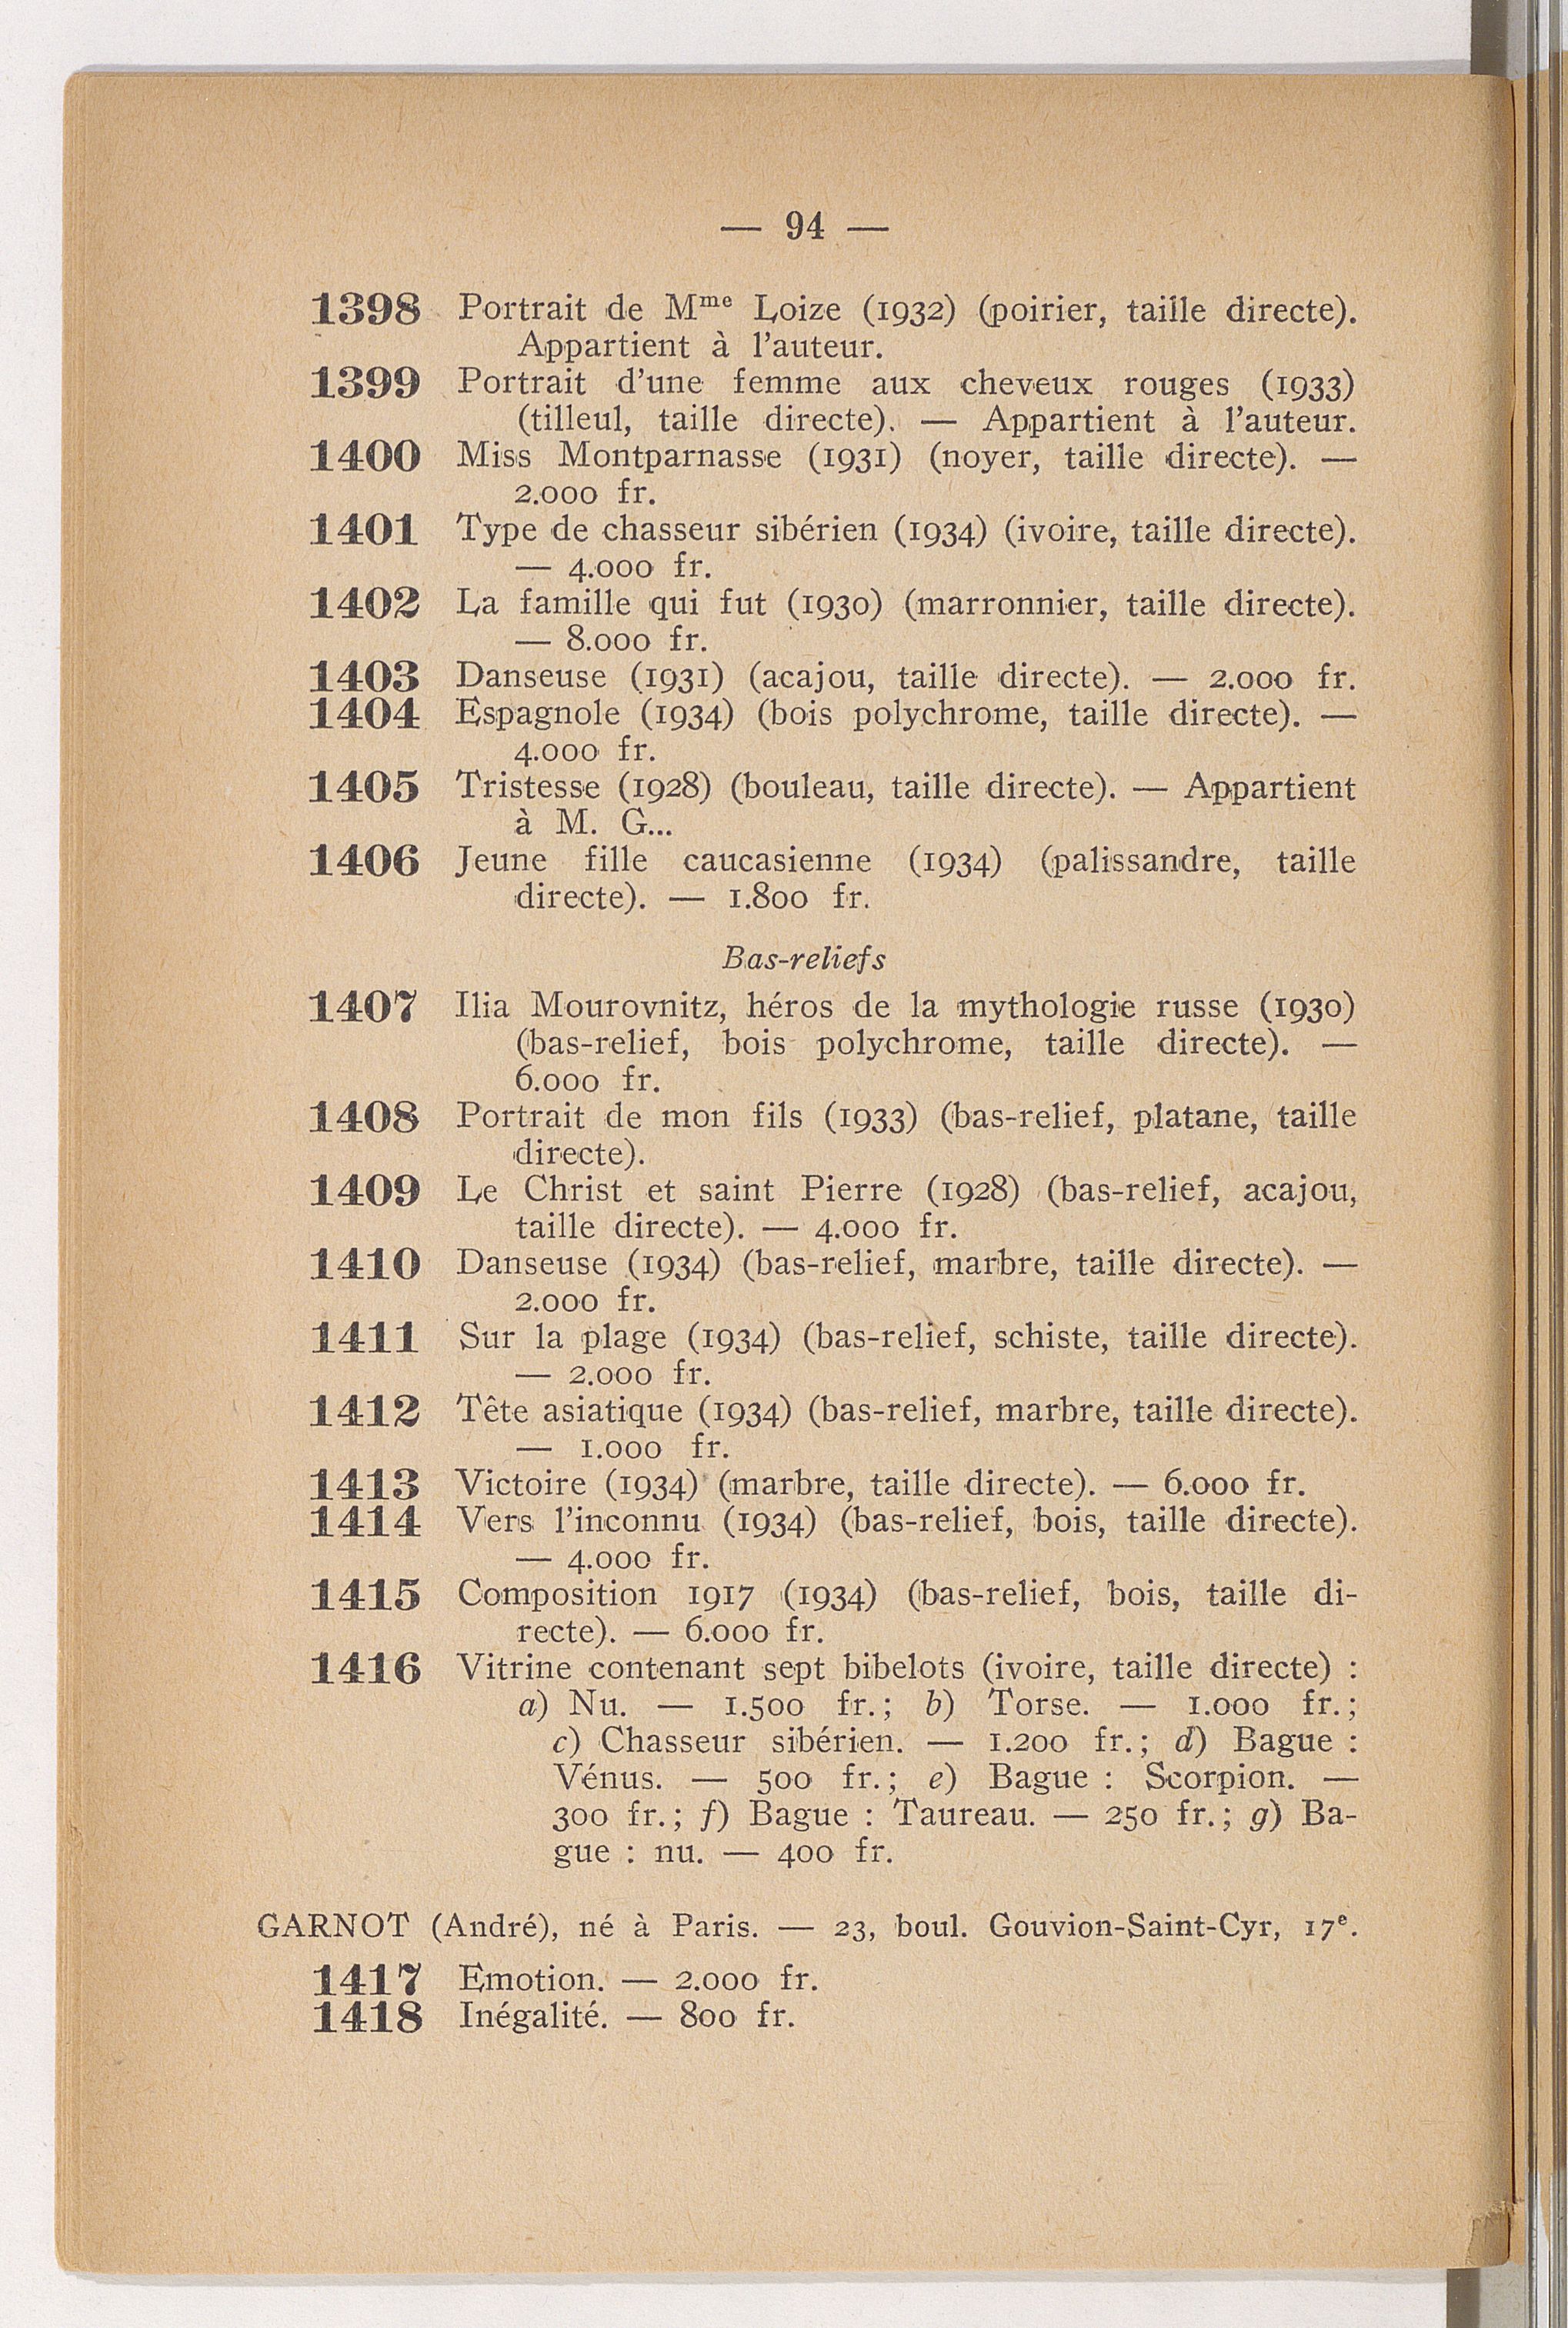 — 94 —
1398 Portrait de Mme Loize (1932) (poirier, taille directe).
Appartient à l'auteur.
1399 Portrait d'une femme aux cheveux rouges (1933)
(tilleul, taille directe). — Appartient à l'auteur.
1400 Miss Montparnasse (1931) (noyer, taille directe). —
2.000 fr.
1401 Type de chasseur sibérien (1934) (ivoire, taille directe).
— 4.000 fr.
1402 La famille qui fut (1930) (marronnier, taille directe).
— 8.000 fr.
1403 Danseuse (1931) (acajou, taille directe). — 2.000 fr.
1404 Espagnole (1934) (bois polychrome, taille directe). —
4.000 fr.
1405 Tristesse (1928) (bouleau, taille directe). — Appartient
à M. G...
1406 Jeune fille caucasienne (1934) (palissandre, taille
directe). — 1.800 fr.
Bas-reliefs
1407 Ilia Mourovnitz, héros de la mythologie russe (1930)
(bas-relief, bois polychrome, taille directe). —
6.000 fr.
1408 Portrait de mon fils (1933) (bas-relief, platane, taille
directe).
1409 Le Christ et saint Pierre (1928) (bas-relief, acajou,
taille directe). — 4.000 fr.
1410 Danseuse (1934) (bas-relief, marbre, taille directe). —
2.000 fr.
1411 Sur la plage (1934) (bas-relief, schiste, taille directe).
— 2.000 fr.
1412 Tête asiatique (1934) (bas-relief, marbre, taille directe).
— 1.000 fr.
1413 Victoire (1934) (marbre, taille directe). — 6.000 fr.
1414 Vers l'inconnu (1934) (bas-relief, bois, taille directe).
— 4.000 fr.
1415 Composition 1917 (1934) (bas-relief, bois, taille di-
recte). — 6.000 fr.
1416 Vitrine contenant sept bibelots (ivoire, taille directe) :
a) Nu. — 1.500 fr.; b) Torse. — 1.000 fr.;
c) Chasseur sibérien. — 1.200 fr.; d) Bague :
Vénus. — 500 fr.; e) Bague : Scorpion. —
300 fr.; f) Bague : Taureau. — 250 fr.; g) Ba-
gue : nu. — 400 fr.
GARNOT (André), né à Paris. — 23, boul. Gouvion-Saint-Cyr, 17e.
1417 Emotion. — 2.000 fr.
1418 Inégalité. — 800 fr.